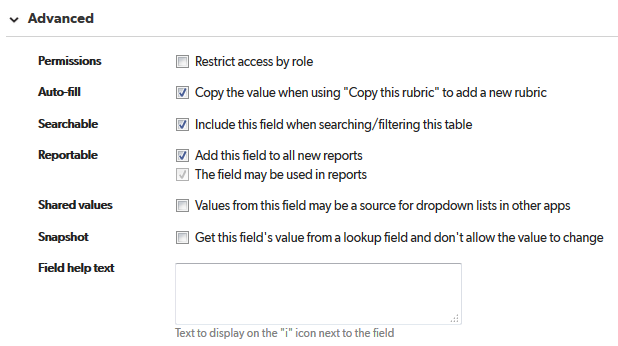 Advanced
Permissions Restrict access by role
Auto-fill Copy the value when using "Copy this rubric" to add a new rubric
Searchable Include this field when searching/filtering this table
Reportable Add this field to all new reports
The field may be used in reports
Shared values Values from this field may be a source for dropdown lists in other apps
Snapshot Get this field's value from a lookup field and don't allow the value to change
Field help text
Text to display on the "i" icon next to the field